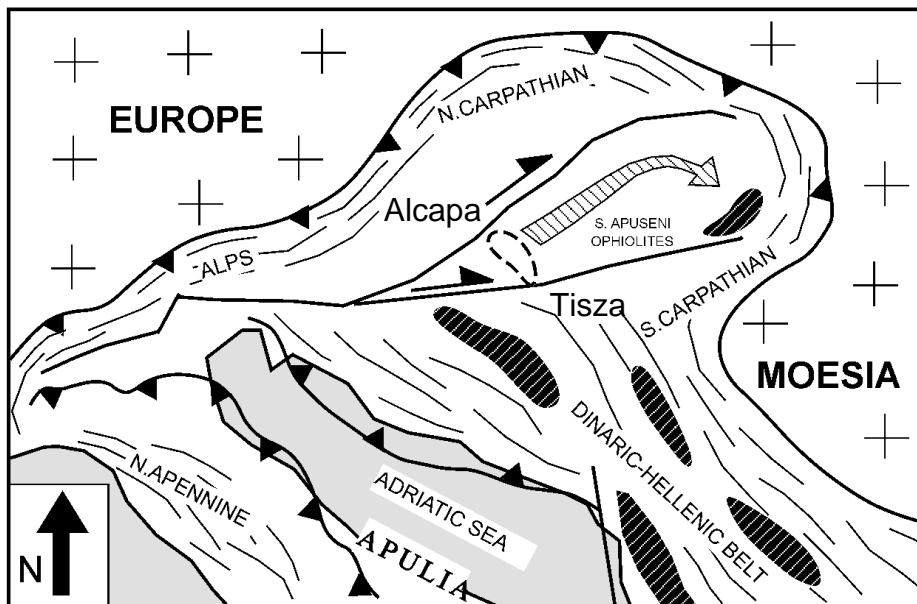 N.CARPATHIAN
EUROPE
Alcapa
S. APUSENI
OPHIOLITES
ALPS
Tisza
S.CARPATHIAN
MOESIA
DINARIC-HELLENIC BELT
N.APENNINE
ADRIATIC SEA
APULIA
N